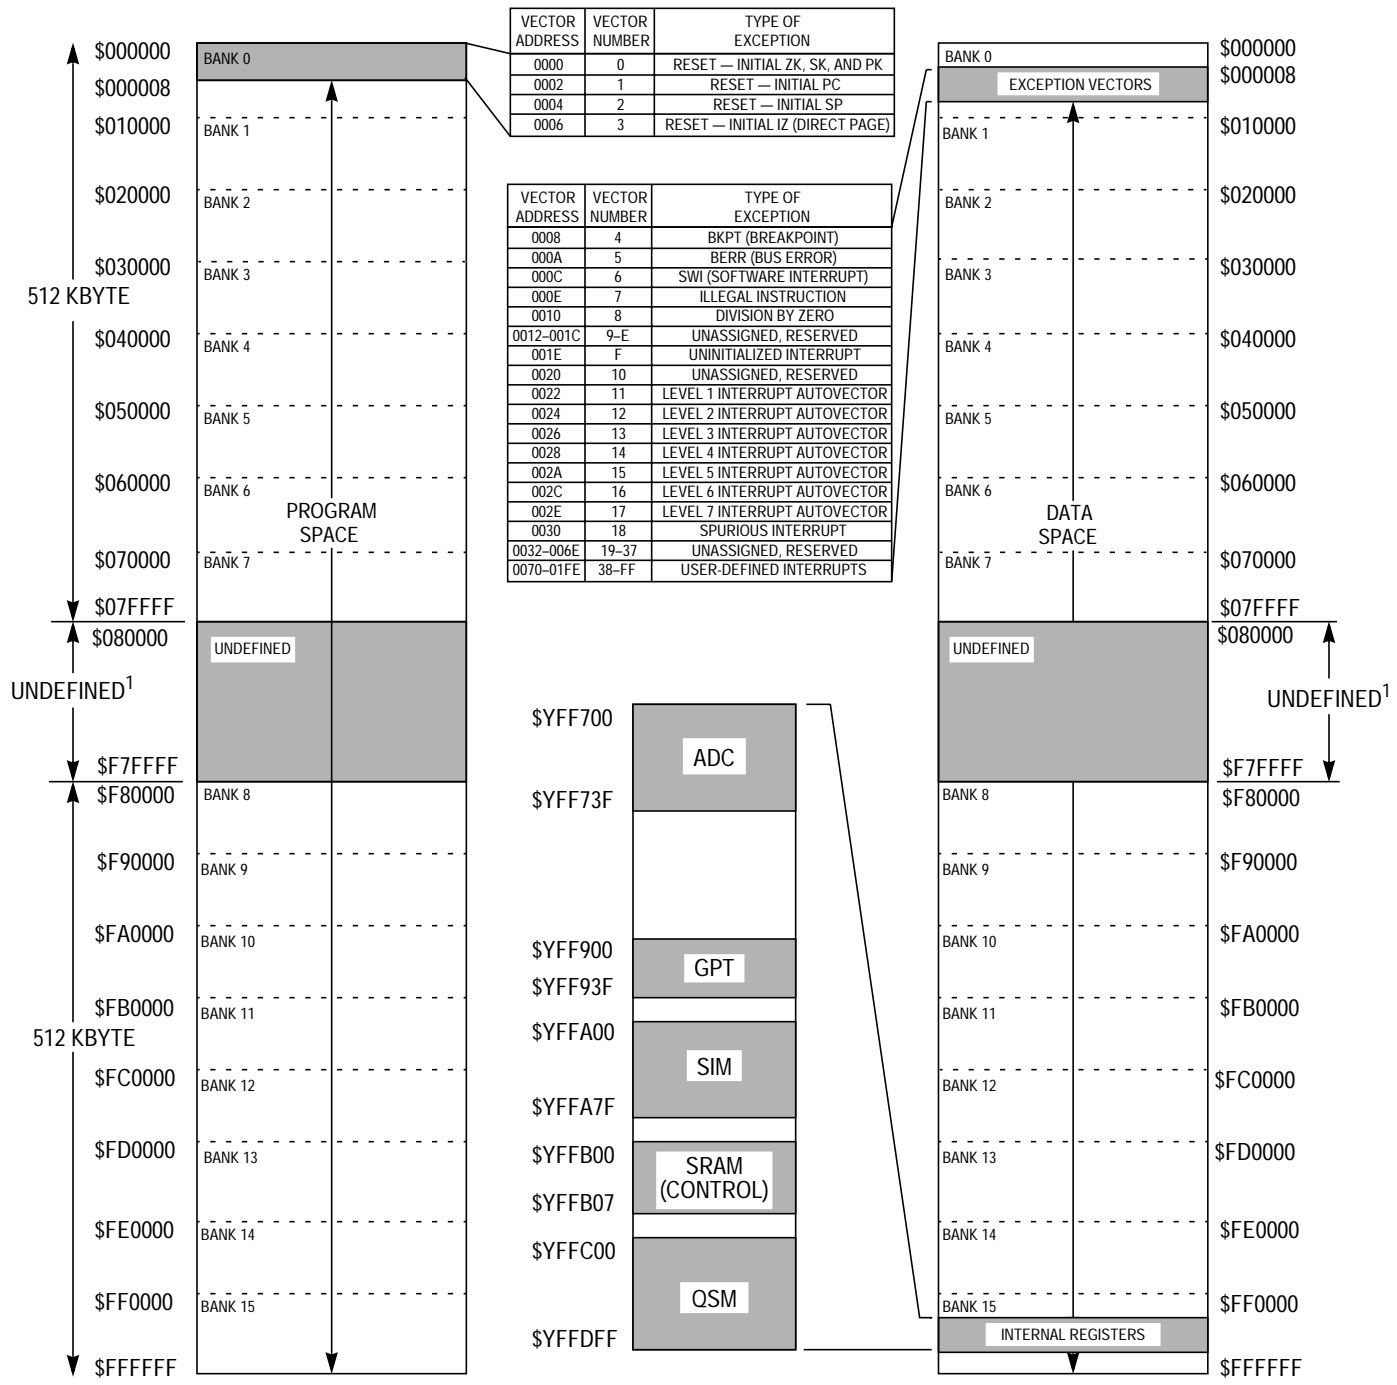 $000000
$000008
$010000
$020000
$030000
512 KBYTE
$040000
$050000
$060000
$070000
$07FFFF
$080000
UNDEFINED1
$F7FFFF
$F80000
$F90000
$FA0000
$FB0000
512 KBYTE
$FC0000
$FD0000
$FE0000
$FF0000
$FFFFFF
BANK 0
BANK 1
BANK 2
BANK 3
BANK 4
BANK 5
BANK 6
PROGRAM
SPACE
BANK 7
UNDEFINED
BANK 8
BANK 9
BANK 10
BANK 11
BANK 12
BANK 13
BANK 14
BANK 15
VECTOR ADDRESS VECTOR NUMBER TYPE OF EXCEPTION
0000 0 RESET — INITIAL ZK, SK, AND PK
0002 1 RESET — INITIAL PC
0004 2 RESET — INITIAL SP
0006 3 RESET — INITIAL IZ (DIRECT PAGE)
VECTOR ADDRESS VECTOR NUMBER TYPE OF EXCEPTION
0008 4 BKPT (BREAKPOINT)
000A 5 BERR (BUS ERROR)
000C 6 SWI (SOFTWARE INTERRUPT)
000E 7 ILLEGAL INSTRUCTION
0010 8 DIVISION BY ZERO
0012–001C 9–E UNASSIGNED, RESERVED
001E F UNINITIALIZED INTERRUPT
0020 10 UNASSIGNED, RESERVED
0022 11 LEVEL 1 INTERRUPT AUTOVECTOR
0024 12 LEVEL 2 INTERRUPT AUTOVECTOR
0026 13 LEVEL 3 INTERRUPT AUTOVECTOR
0028 14 LEVEL 4 INTERRUPT AUTOVECTOR
002A 15 LEVEL 5 INTERRUPT AUTOVECTOR
002C 16 LEVEL 6 INTERRUPT AUTOVECTOR
002E 17 LEVEL 7 INTERRUPT AUTOVECTOR
0030 18 SPURIOUS INTERRUPT
0032–006E 19–37 UNASSIGNED, RESERVED
0070–01FE 38–FF USER-DEFINED INTERRUPTS
$YFF700
ADC
$YFF73F
$YFF900
GPT
$YFF93F
$YFFA00
SIM
$YFFA7F
$YFFB00
SRAM
(CONTROL)
$YFFB07
$YFFC00
QSM
$YFFDFF
BANK 0
EXCEPTION VECTORS
BANK 1
BANK 2
BANK 3
BANK 4
BANK 5
BANK 6
DATA
SPACE
BANK 7
UNDEFINED
BANK 8
BANK 9
BANK 10
BANK 11
BANK 12
BANK 13
BANK 14
BANK 15
INTERNAL REGISTERS
$000000
$000008
$010000
$020000
$030000
$040000
$050000
$060000
$070000
$07FFFF
$080000
UNDEFINED1
$F7FFFF
$F80000
$F90000
$FA0000
$FB0000
$FC0000
$FD0000
$FE0000
$FF0000
$FFFFFF